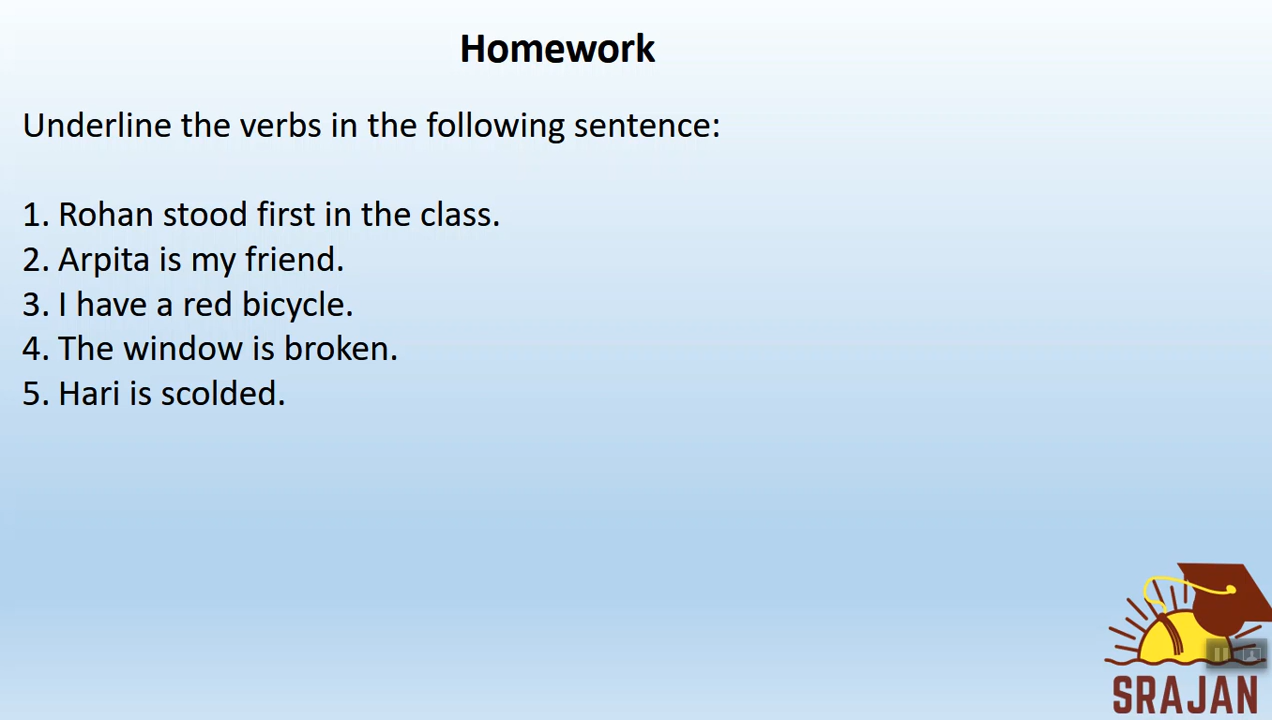 Homework
Underline the verbs in the following sentence:
1. Rohan stood first in the class.
2. Arpita is my friend.
3. I have a red bicycle.
4. The window is broken.
5. Hari is scolded.
SRAJAN